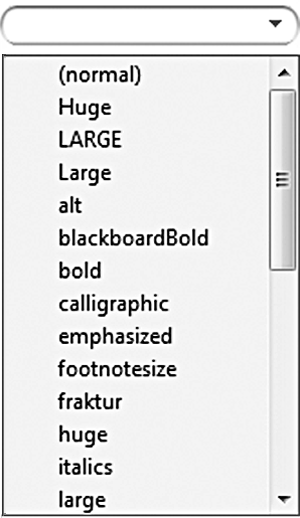 (normal)
Huge
LARGE
Large
alt
blackboardBold
bold
calligraphic
emphasized
footnotesize
fraktur
huge
italics
large